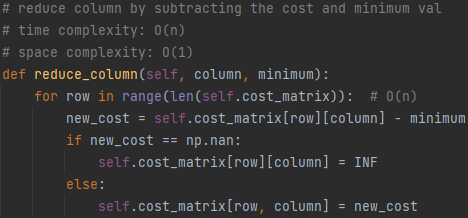 # reduce column by subtracting the cost and minimum val
# time complexity: O(n)
# space complexity: O(1)
def reduce_column(self, column, minimum):
for row in range(len(self.cost_matrix)):  # O(n)
new_cost = self.cost_matrix[row][column] - minimum
if new_cost == np.nan:
self.cost_matrix[row][column] = INF
else:
self.cost_matrix[row, column] = new_cost